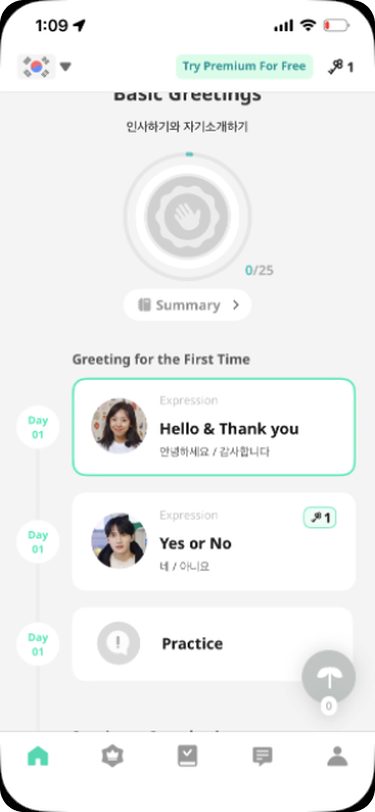 1:09
Try Premium For Free
1
Basic Greetings
인사하기와 자기소개하기
0/25
Summary
Greeting for the First Time
Day
01
Expression
Hello & Thank you
안녕하세요 / 감사합니다
Day
01
Expression
1
Yes or No
네 / 아니요
Day
01
Practice
0